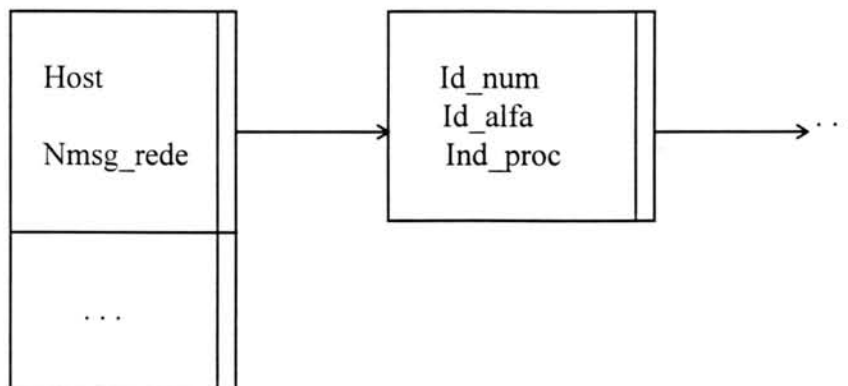 Host
Nmsg_rede
. . .
Id_num
Id_alfa
Ind_proc
. .